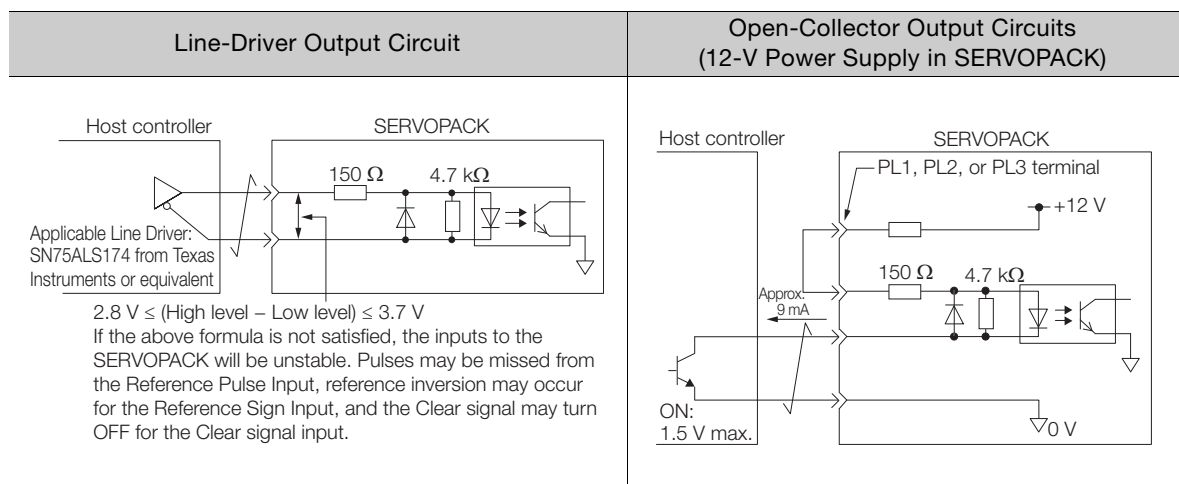 Line-Driver Output Circuit
Open-Collector Output Circuits
(12-V Power Supply in SERVOPACK)
Host controller
SERVOPACK
150 Ω
4.7 kΩ
Applicable Line Driver:
SN75ALS174 from Texas
Instruments or equivalent
2.8 V ≤ (High level − Low level) ≤ 3.7 V
If the above formula is not satisfied, the inputs to the
SERVOPACK will be unstable. Pulses may be missed from
the Reference Pulse Input, reference inversion may occur
for the Reference Sign Input, and the Clear signal may turn
OFF for the Clear signal input.
Host controller
SERVOPACK
PL1, PL2, or PL3 terminal
+12 V
150 Ω
4.7 kΩ
Approx.
9 mA
ON:
1.5 V max.
0 V